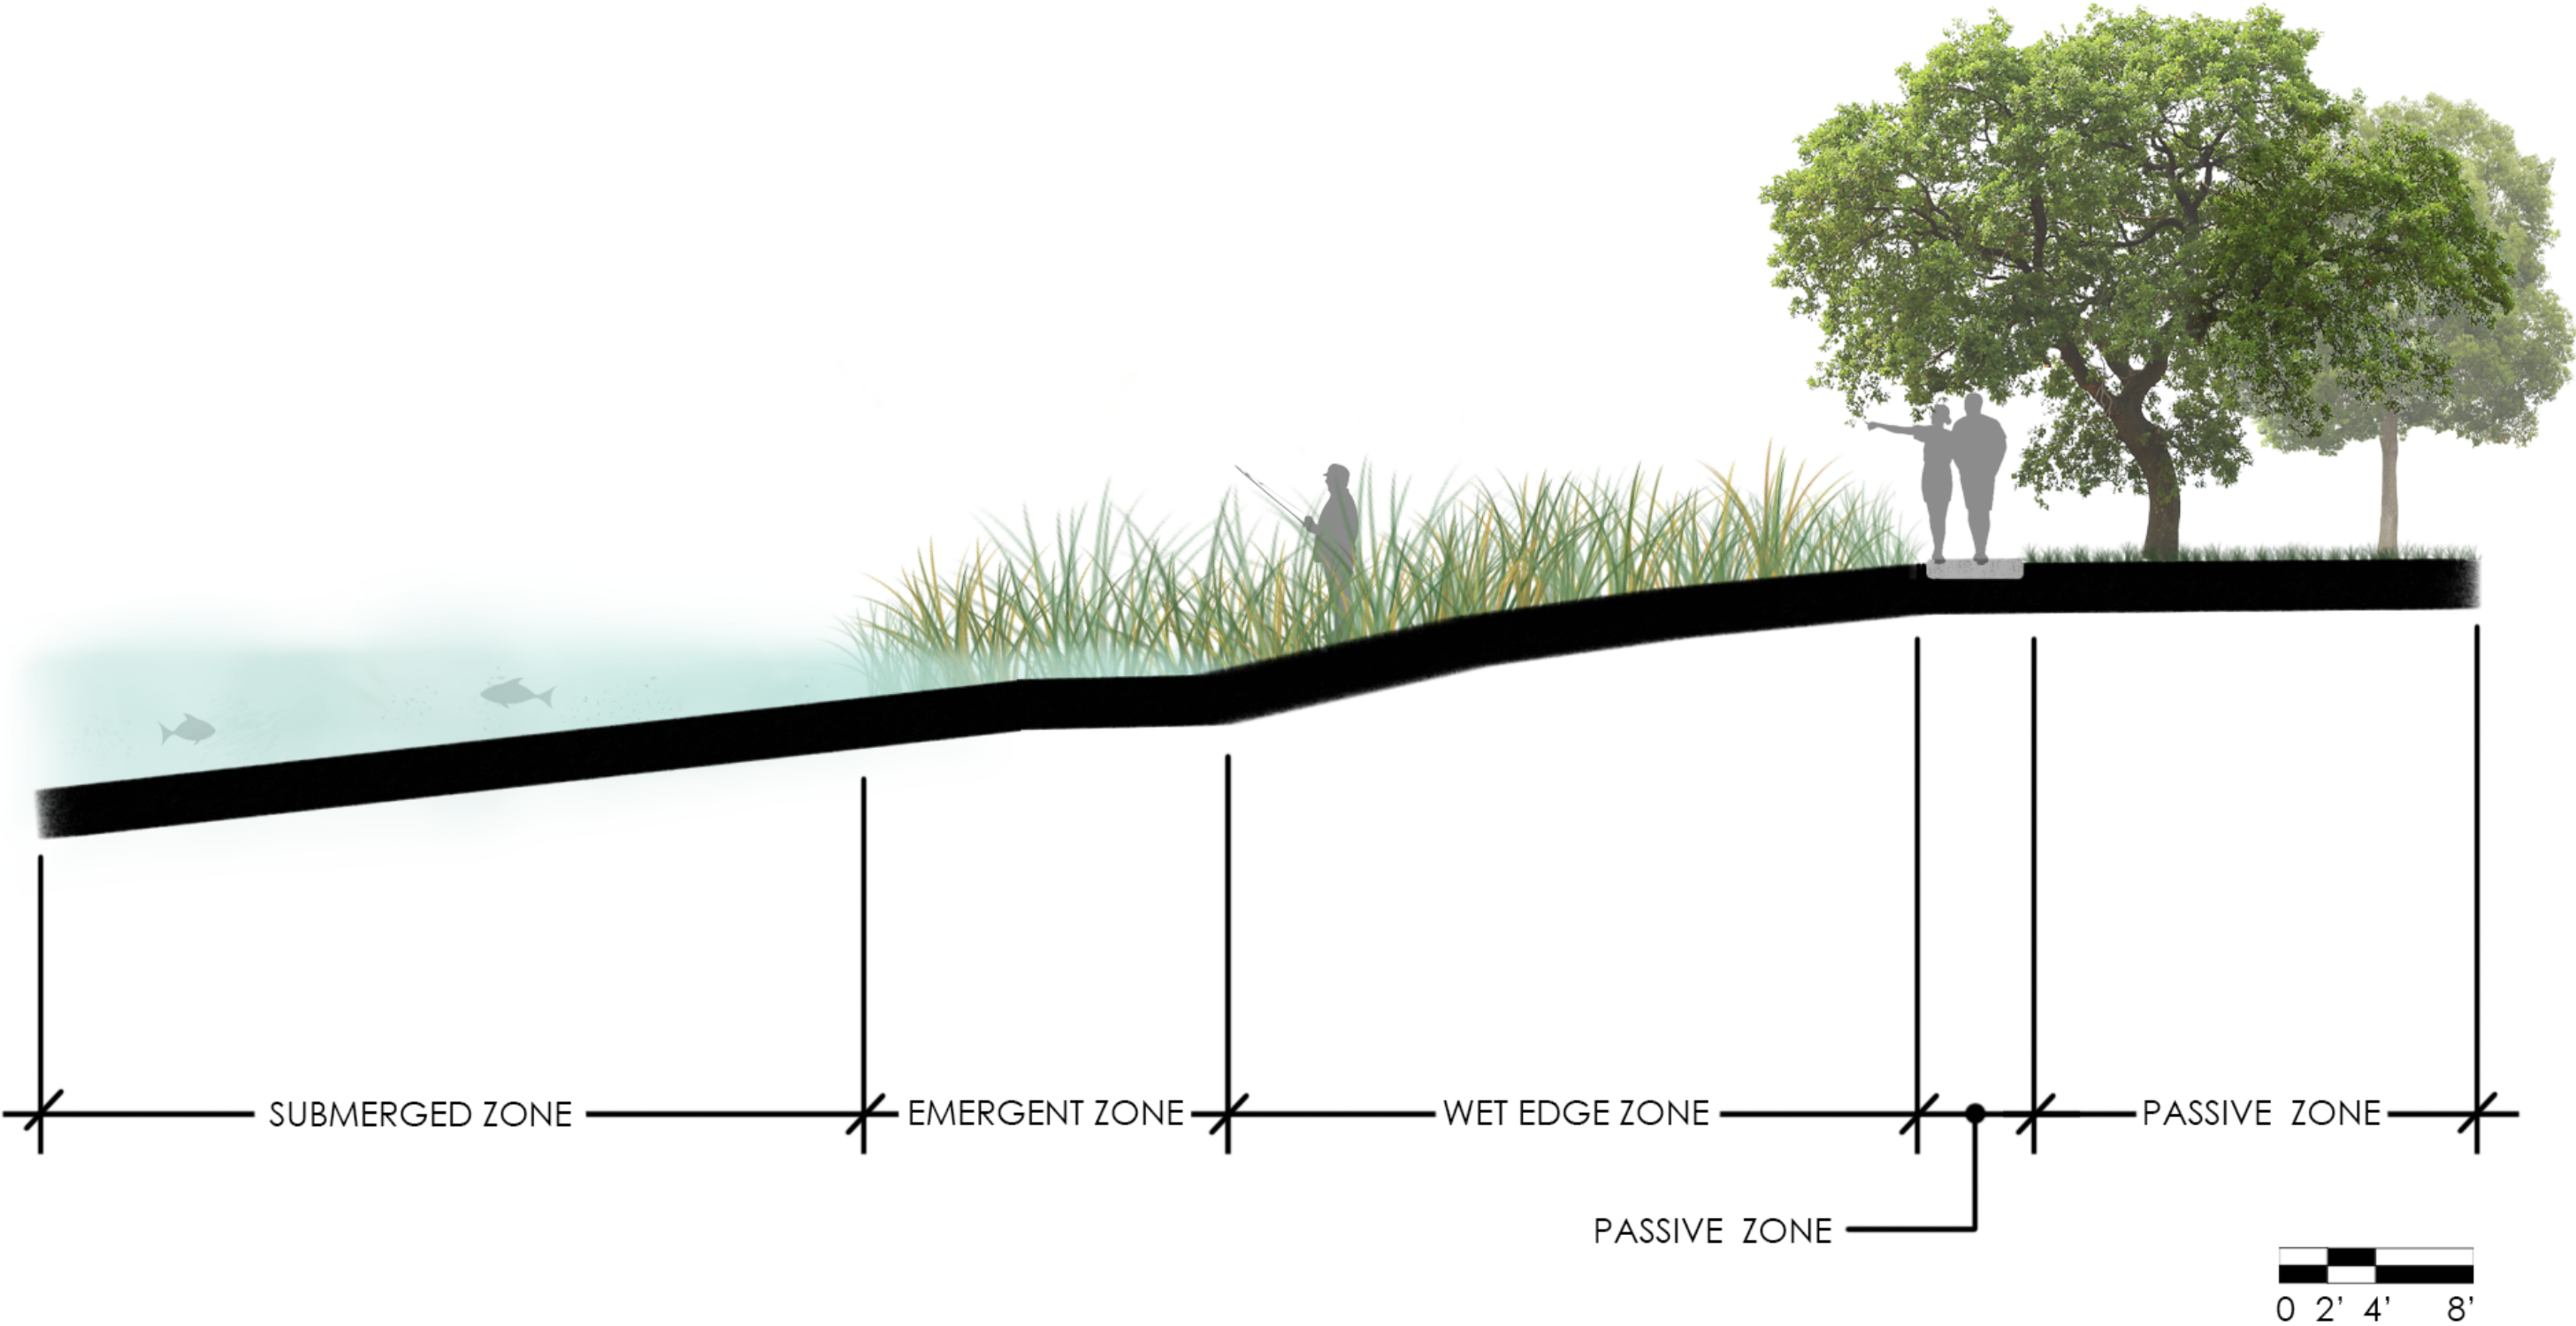 SUBMERGED ZONE
EMERGENT ZONE
WET EDGE ZONE
PASSIVE ZONE
PASSIVE ZONE
0 2' 4' 8'